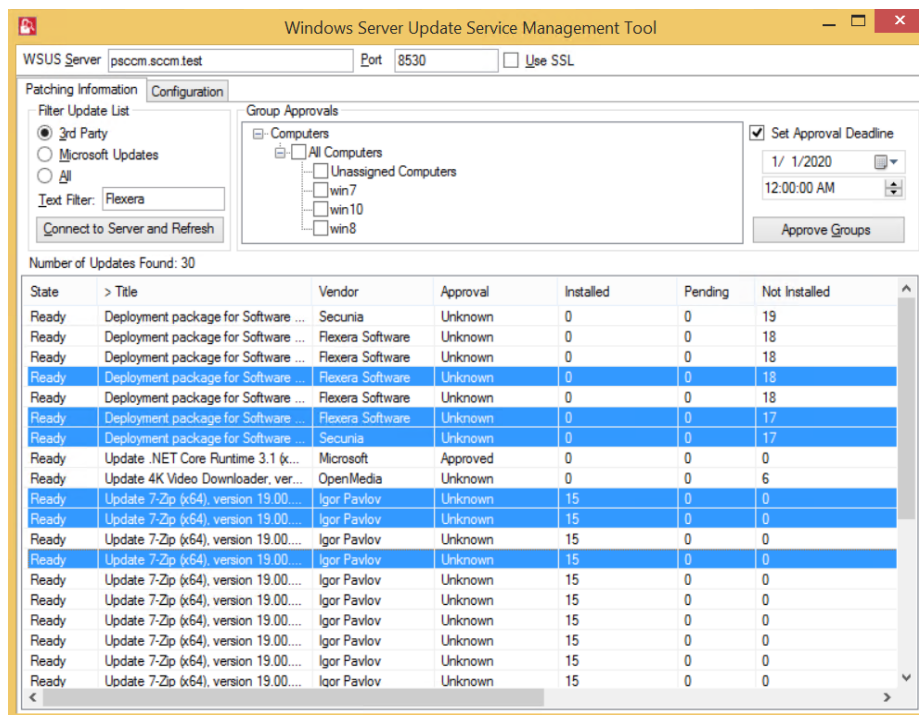 Windows Server Update Service Management Tool
WSUS Server psccm.sccm.test Port 8530 Use SSL
Patching Information Configuration
Filter Update List
3rd Party
Microsoft Updates
All
Text Filter: Flexera
Connect to Server and Refresh
Group Approvals
Computers
All Computers
Unassigned Computers
win7
win10
win8
Set Approval Deadline
1/ 1/2020
12:00:00 AM
Approve Groups
Number of Updates Found: 30
State > Title Vendor Approval Installed Pending Not Installed
Ready Deployment package for Software ... Secunia Unknown 0 0 19
Ready Deployment package for Software ... Flexera Software Unknown 0 0 18
Ready Deployment package for Software ... Flexera Software Unknown 0 0 18
Ready Deployment package for Software ... Flexera Software Unknown 0 0 18
Ready Deployment package for Software ... Flexera Software Unknown 0 0 18
Ready Deployment package for Software ... Flexera Software Unknown 0 0 17
Ready Deployment package for Software ... Secunia Unknown 0 0 17
Ready Update .NET Core Runtime 3.1 (x... Microsoft Approved 0 0 0
Ready Update 4K Video Downloader, ver... OpenMedia Unknown 0 0 6
Ready Update 7-Zip (x64), version 19.00.... Igor Pavlov Unknown 15 0 0
Ready Update 7-Zip (x64), version 19.00.... Igor Pavlov Unknown 15 0 0
Ready Update 7-Zip (x64), version 19.00.... Igor Pavlov Unknown 15 0 0
Ready Update 7-Zip (x64), version 19.00.... Igor Pavlov Unknown 15 0 0
Ready Update 7-Zip (x64), version 19.00.... Igor Pavlov Unknown 15 0 0
Ready Update 7-Zip (x64), version 19.00.... Igor Pavlov Unknown 15 0 0
Ready Update 7-Zip (x64), version 19.00.... Igor Pavlov Unknown 15 0 0
Ready Update 7-Zip (x64), version 19.00.... Igor Pavlov Unknown 15 0 0
Ready Update 7-Zip (x64), version 19.00.... Igor Pavlov Unknown 15 0 0
Ready Update 7-Zip (x64), version 19.00.... Igor Pavlov Unknown 15 0 0